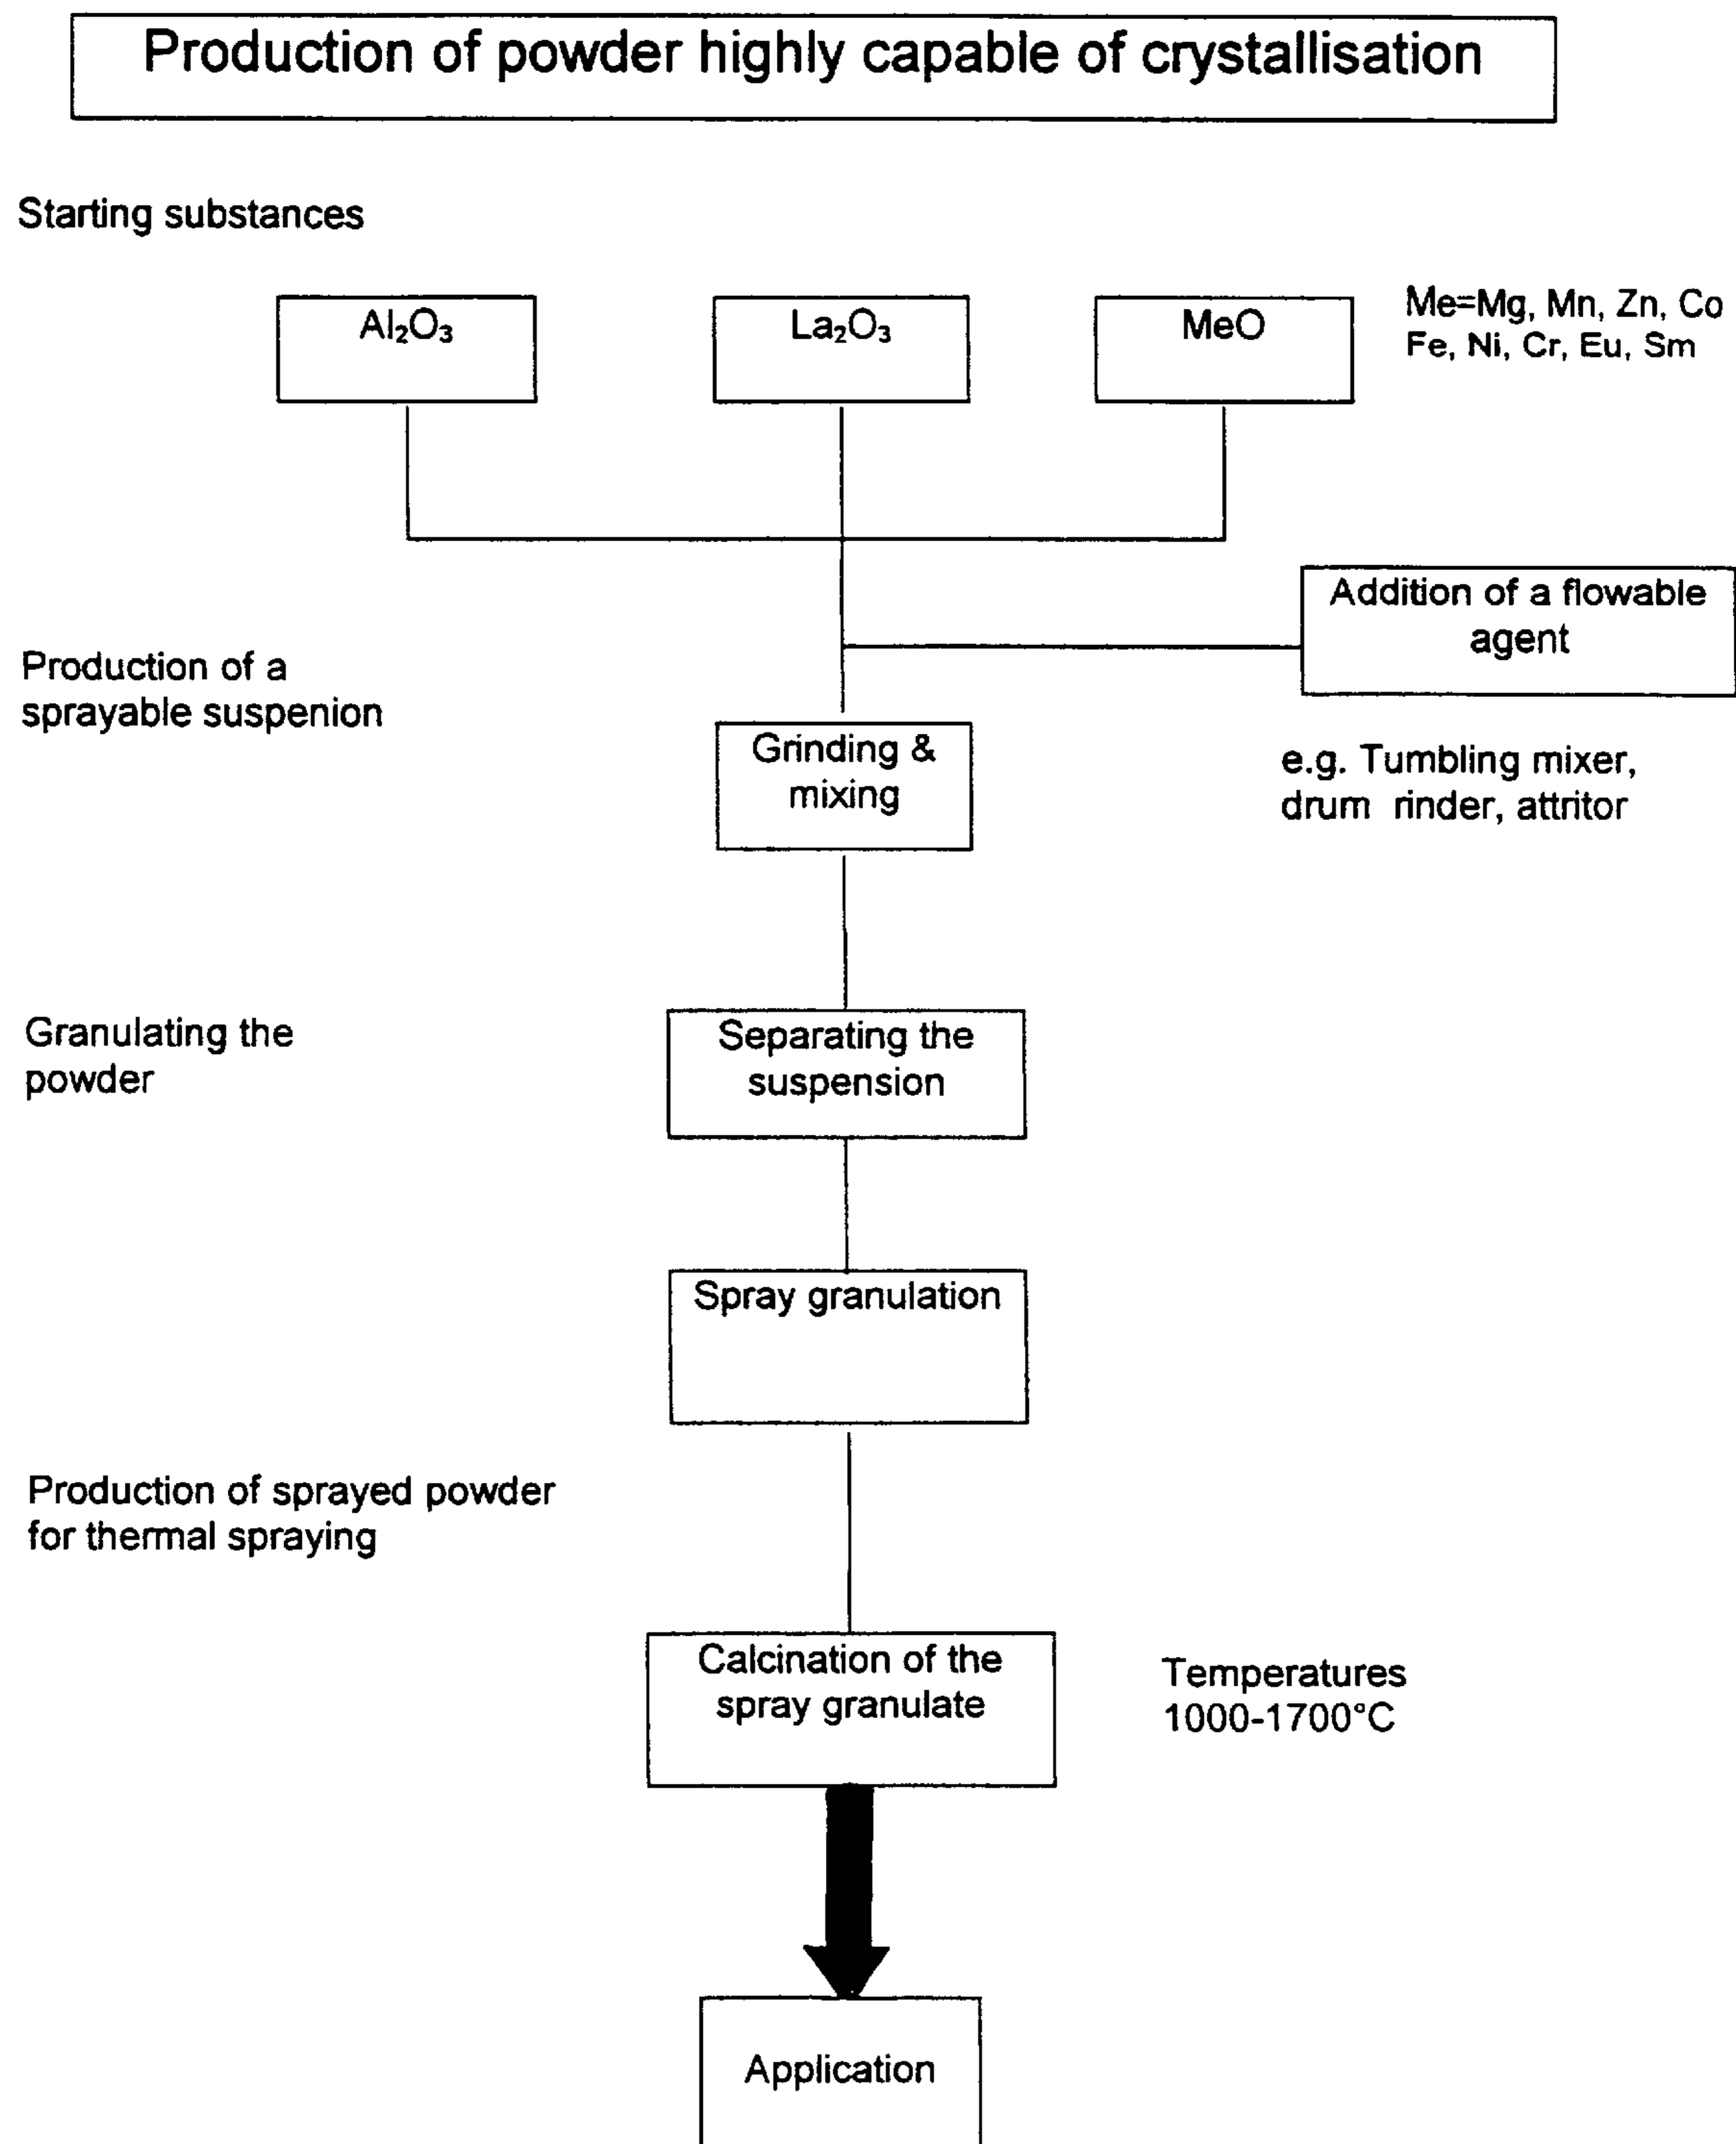 Production of powder highly capable of crystallisation
Starting substances
Al₂O₃
La₂O₃
MeO
Me=Mg, Mn, Zn, Co
Fe, Ni, Cr, Eu, Sm
Addition of a flowable
agent
Production of a
sprayable suspenion
Grinding &
mixing
e.g. Tumbling mixer,
drum rinder, attritor
Granulating the
powder
Separating the
suspension
Spray granulation
Production of sprayed powder
for thermal spraying
Calcination of the
spray granulate
Temperatures
1000-1700°C
Application